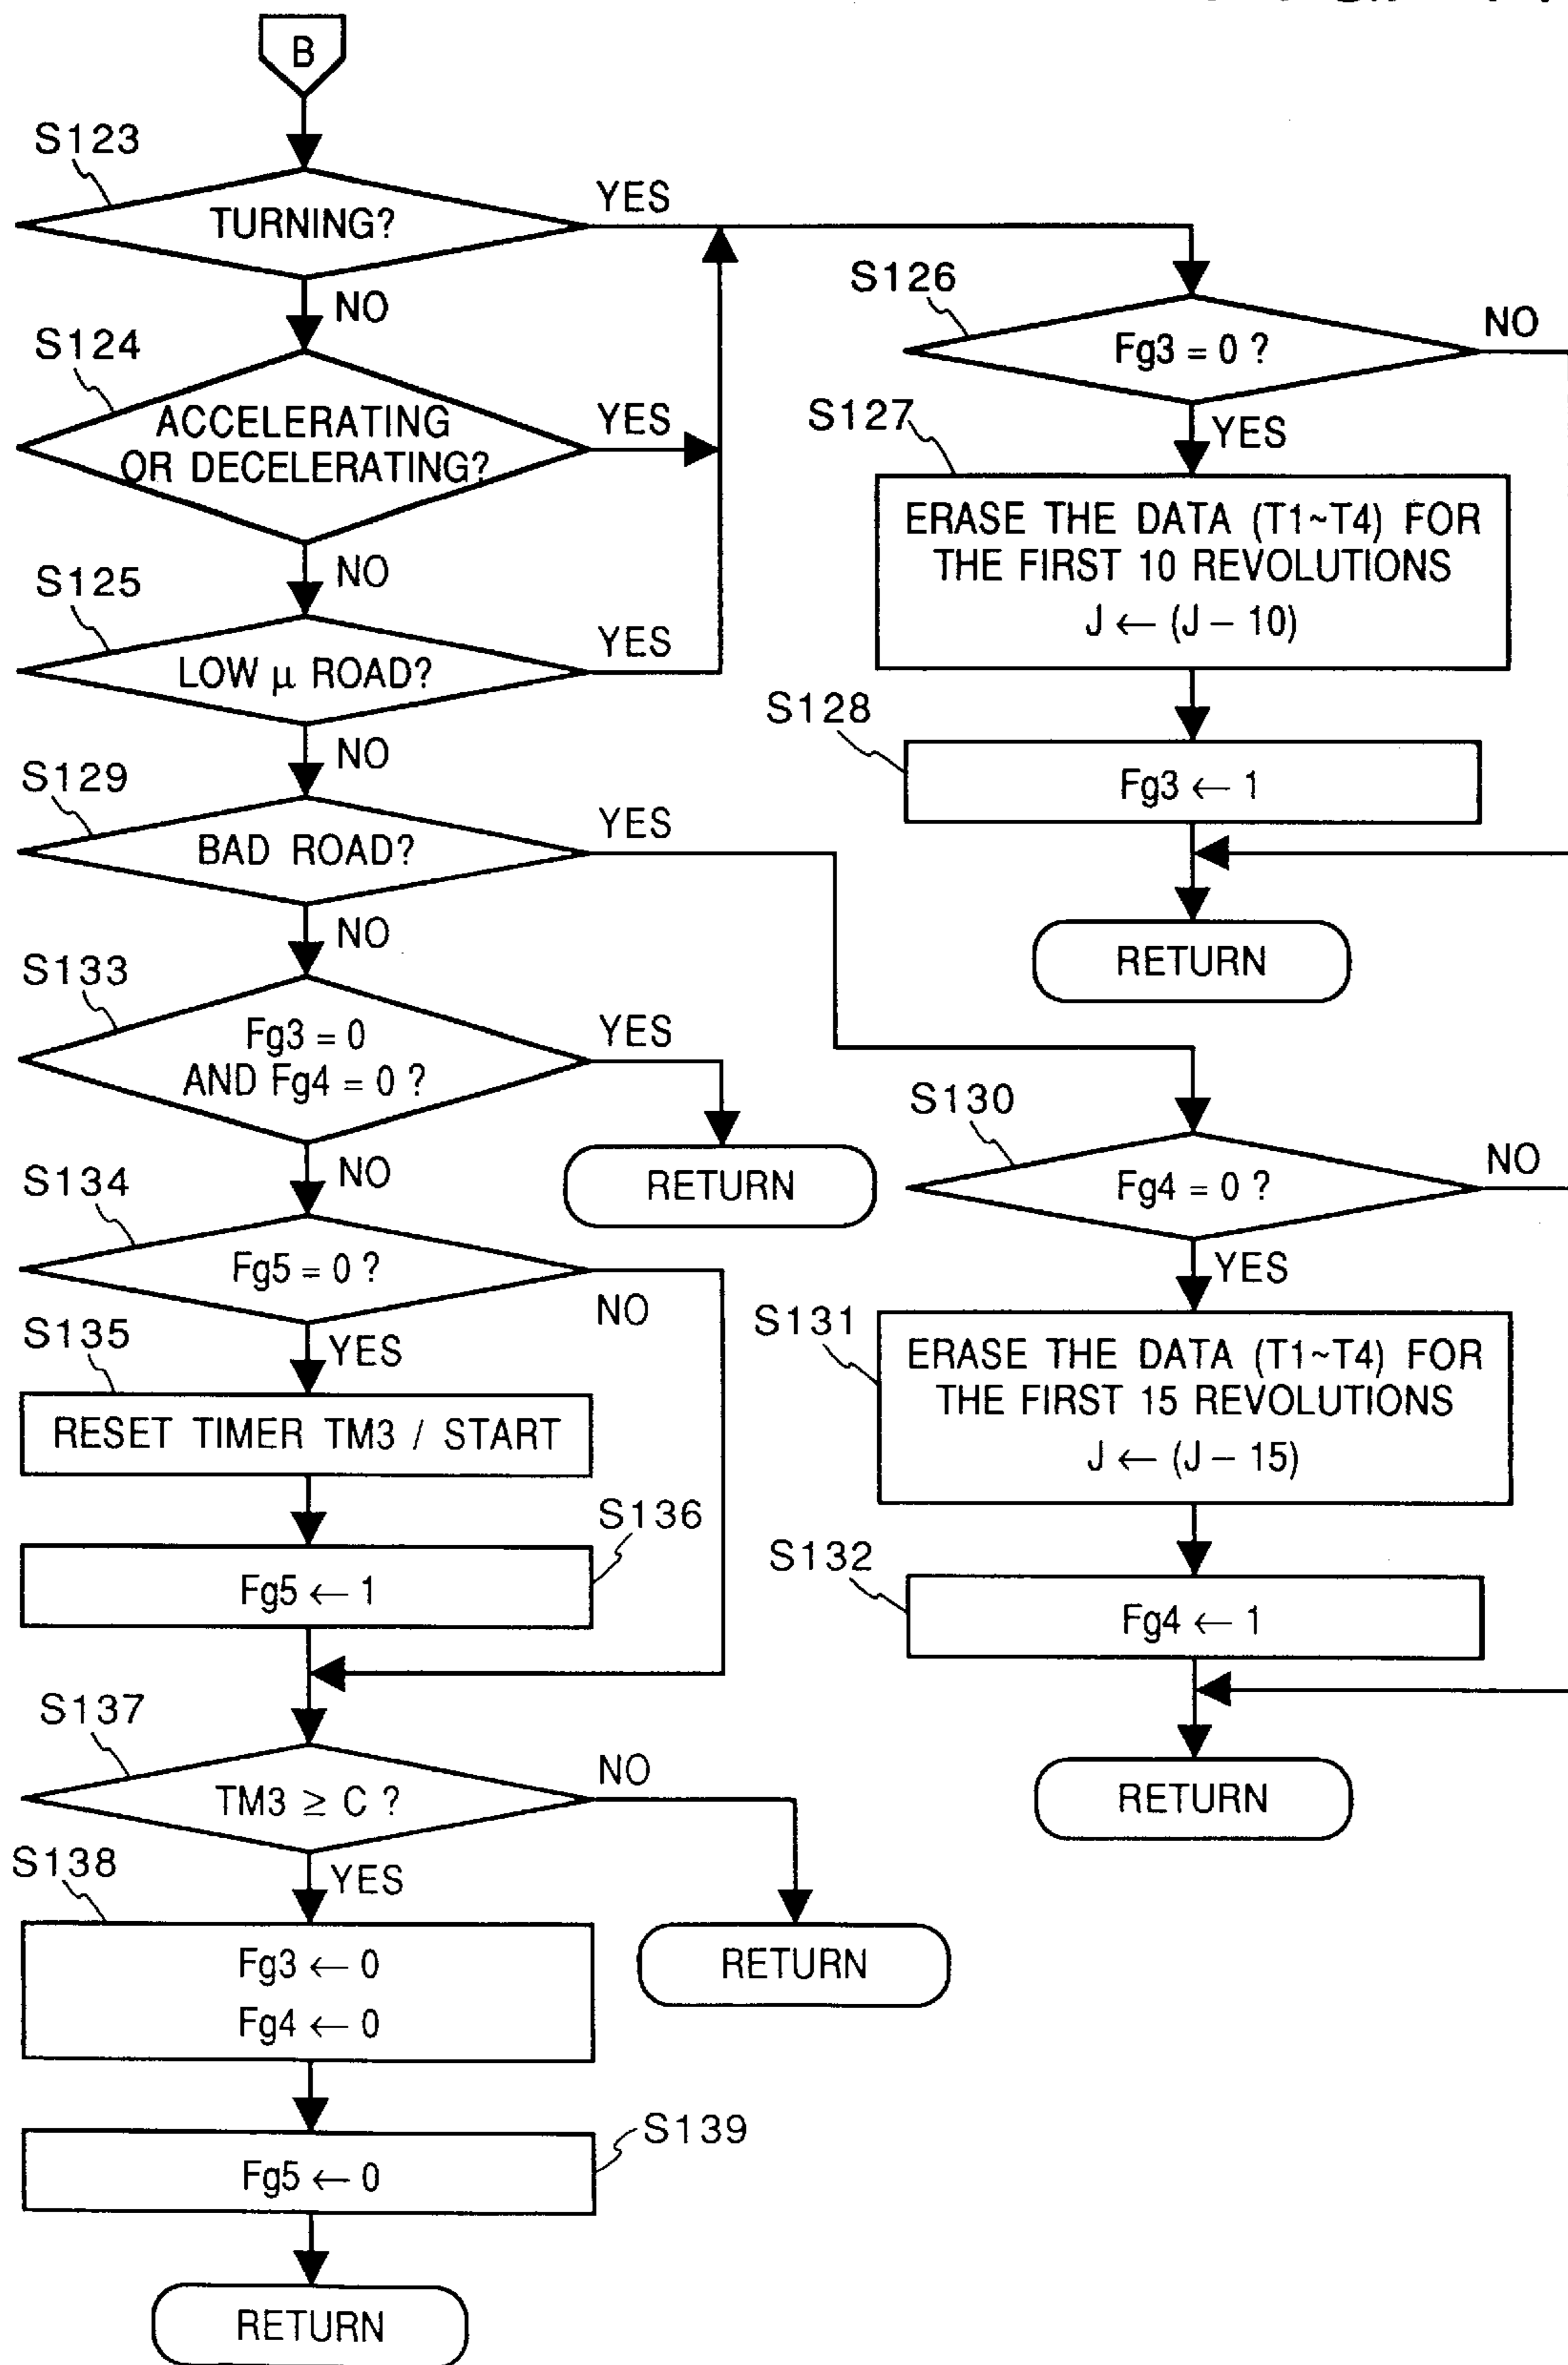 B
S123
TURNING?
YES
NO
S124
ACCELERATING
OR DECELERATING?
YES
NO
S125
LOW μ ROAD?
YES
NO
S126
Fg3 = 0 ?
NO
YES
S127
ERASE THE DATA (T1~T4) FOR
THE FIRST 10 REVOLUTIONS
J ← (J – 10)
S128
Fg3 ← 1
RETURN
S129
BAD ROAD?
YES
NO
S133
Fg3 = 0
AND Fg4 = 0 ?
YES
RETURN
NO
S130
Fg4 = 0 ?
NO
YES
S131
ERASE THE DATA (T1~T4) FOR
THE FIRST 15 REVOLUTIONS
J ← (J – 15)
S132
Fg4 ← 1
RETURN
S134
Fg5 = 0 ?
NO
YES
S135
RESET TIMER TM3 / START
S136
Fg5 ← 1
S137
TM3 ≥ C ?
NO
RETURN
YES
S138
Fg3 ← 0
Fg4 ← 0
S139
Fg5 ← 0
RETURN